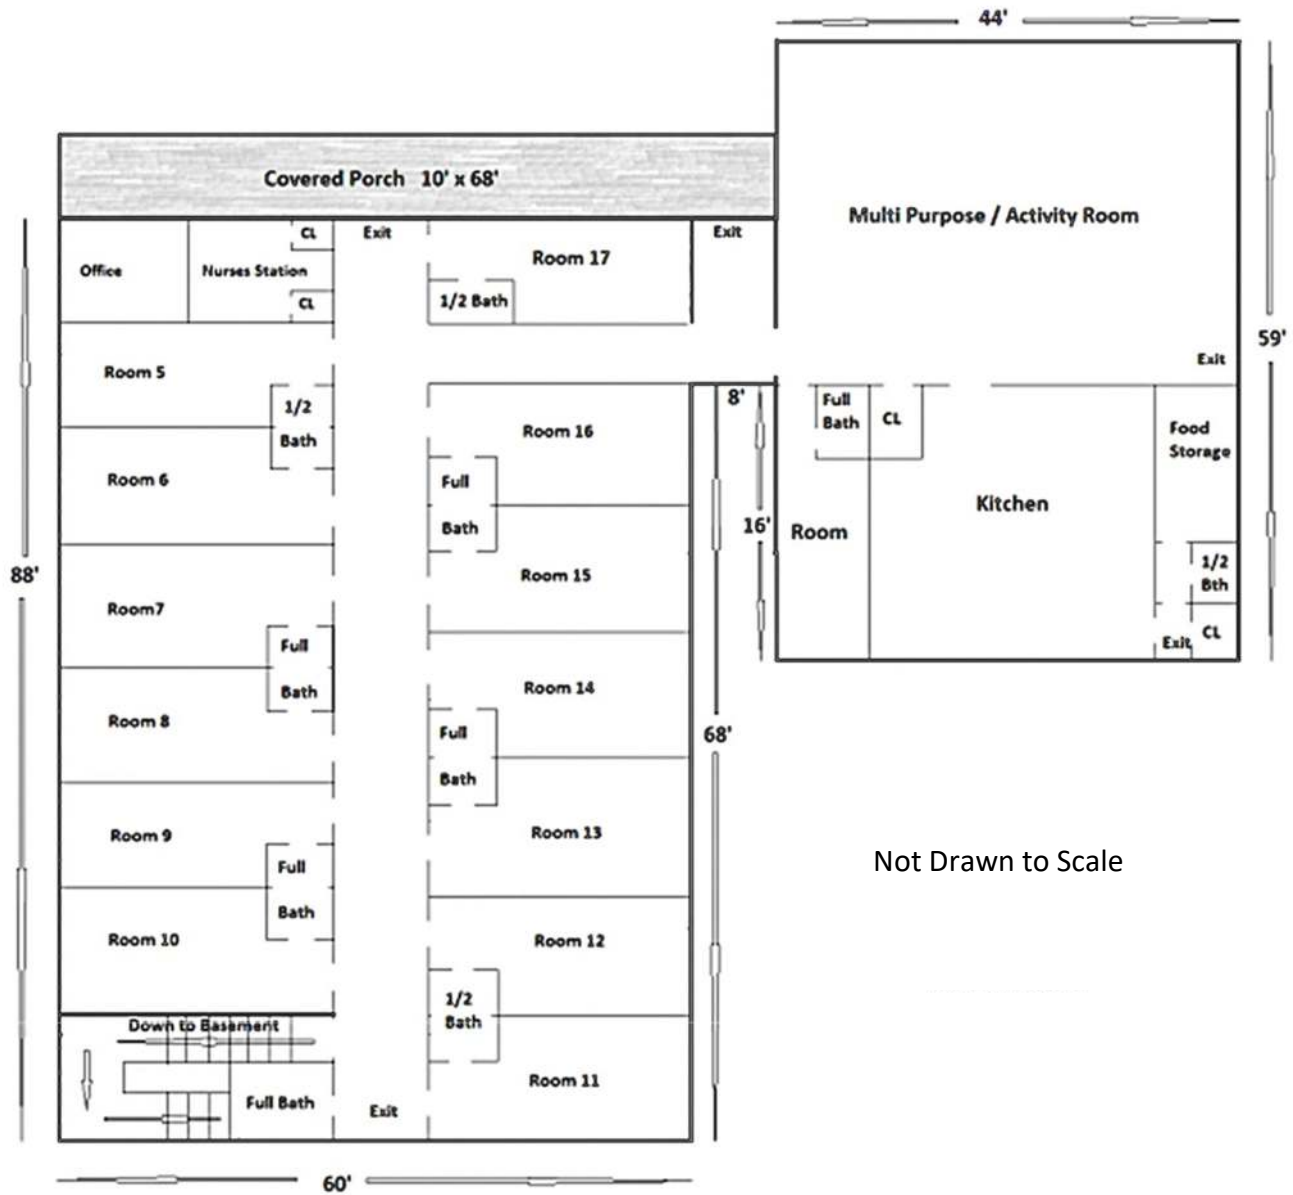 44'
Covered Porch 10' x 68'
Multi Purpose / Activity Room
CL
Exit
Exit
Room 17
Office
Nurses Station
CL
1/2 Bath
59'
Exit
Room 5
8'
Full
Bath
CL
1/2
Bath
Room 16
Food
Storage
Room 6
Full
Bath
Kitchen
16'
Room
88'
Room 15
1/2
Bth
Room7
Full
Bath
Exit
CL
Room 14
Room 8
Full
Bath
68'
Room 9
Room 13
Not Drawn to Scale
Full
Bath
Room 10
Room 12
1/2
Bath
Down to Basement
Room 11
Full Bath
Exit
60'